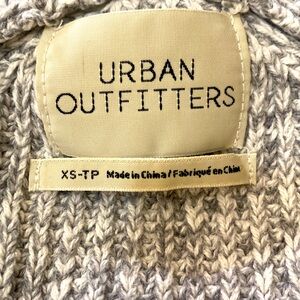 URBAN
OUTFITTERS
XS-TP Made in China / Fabriqué en Chine